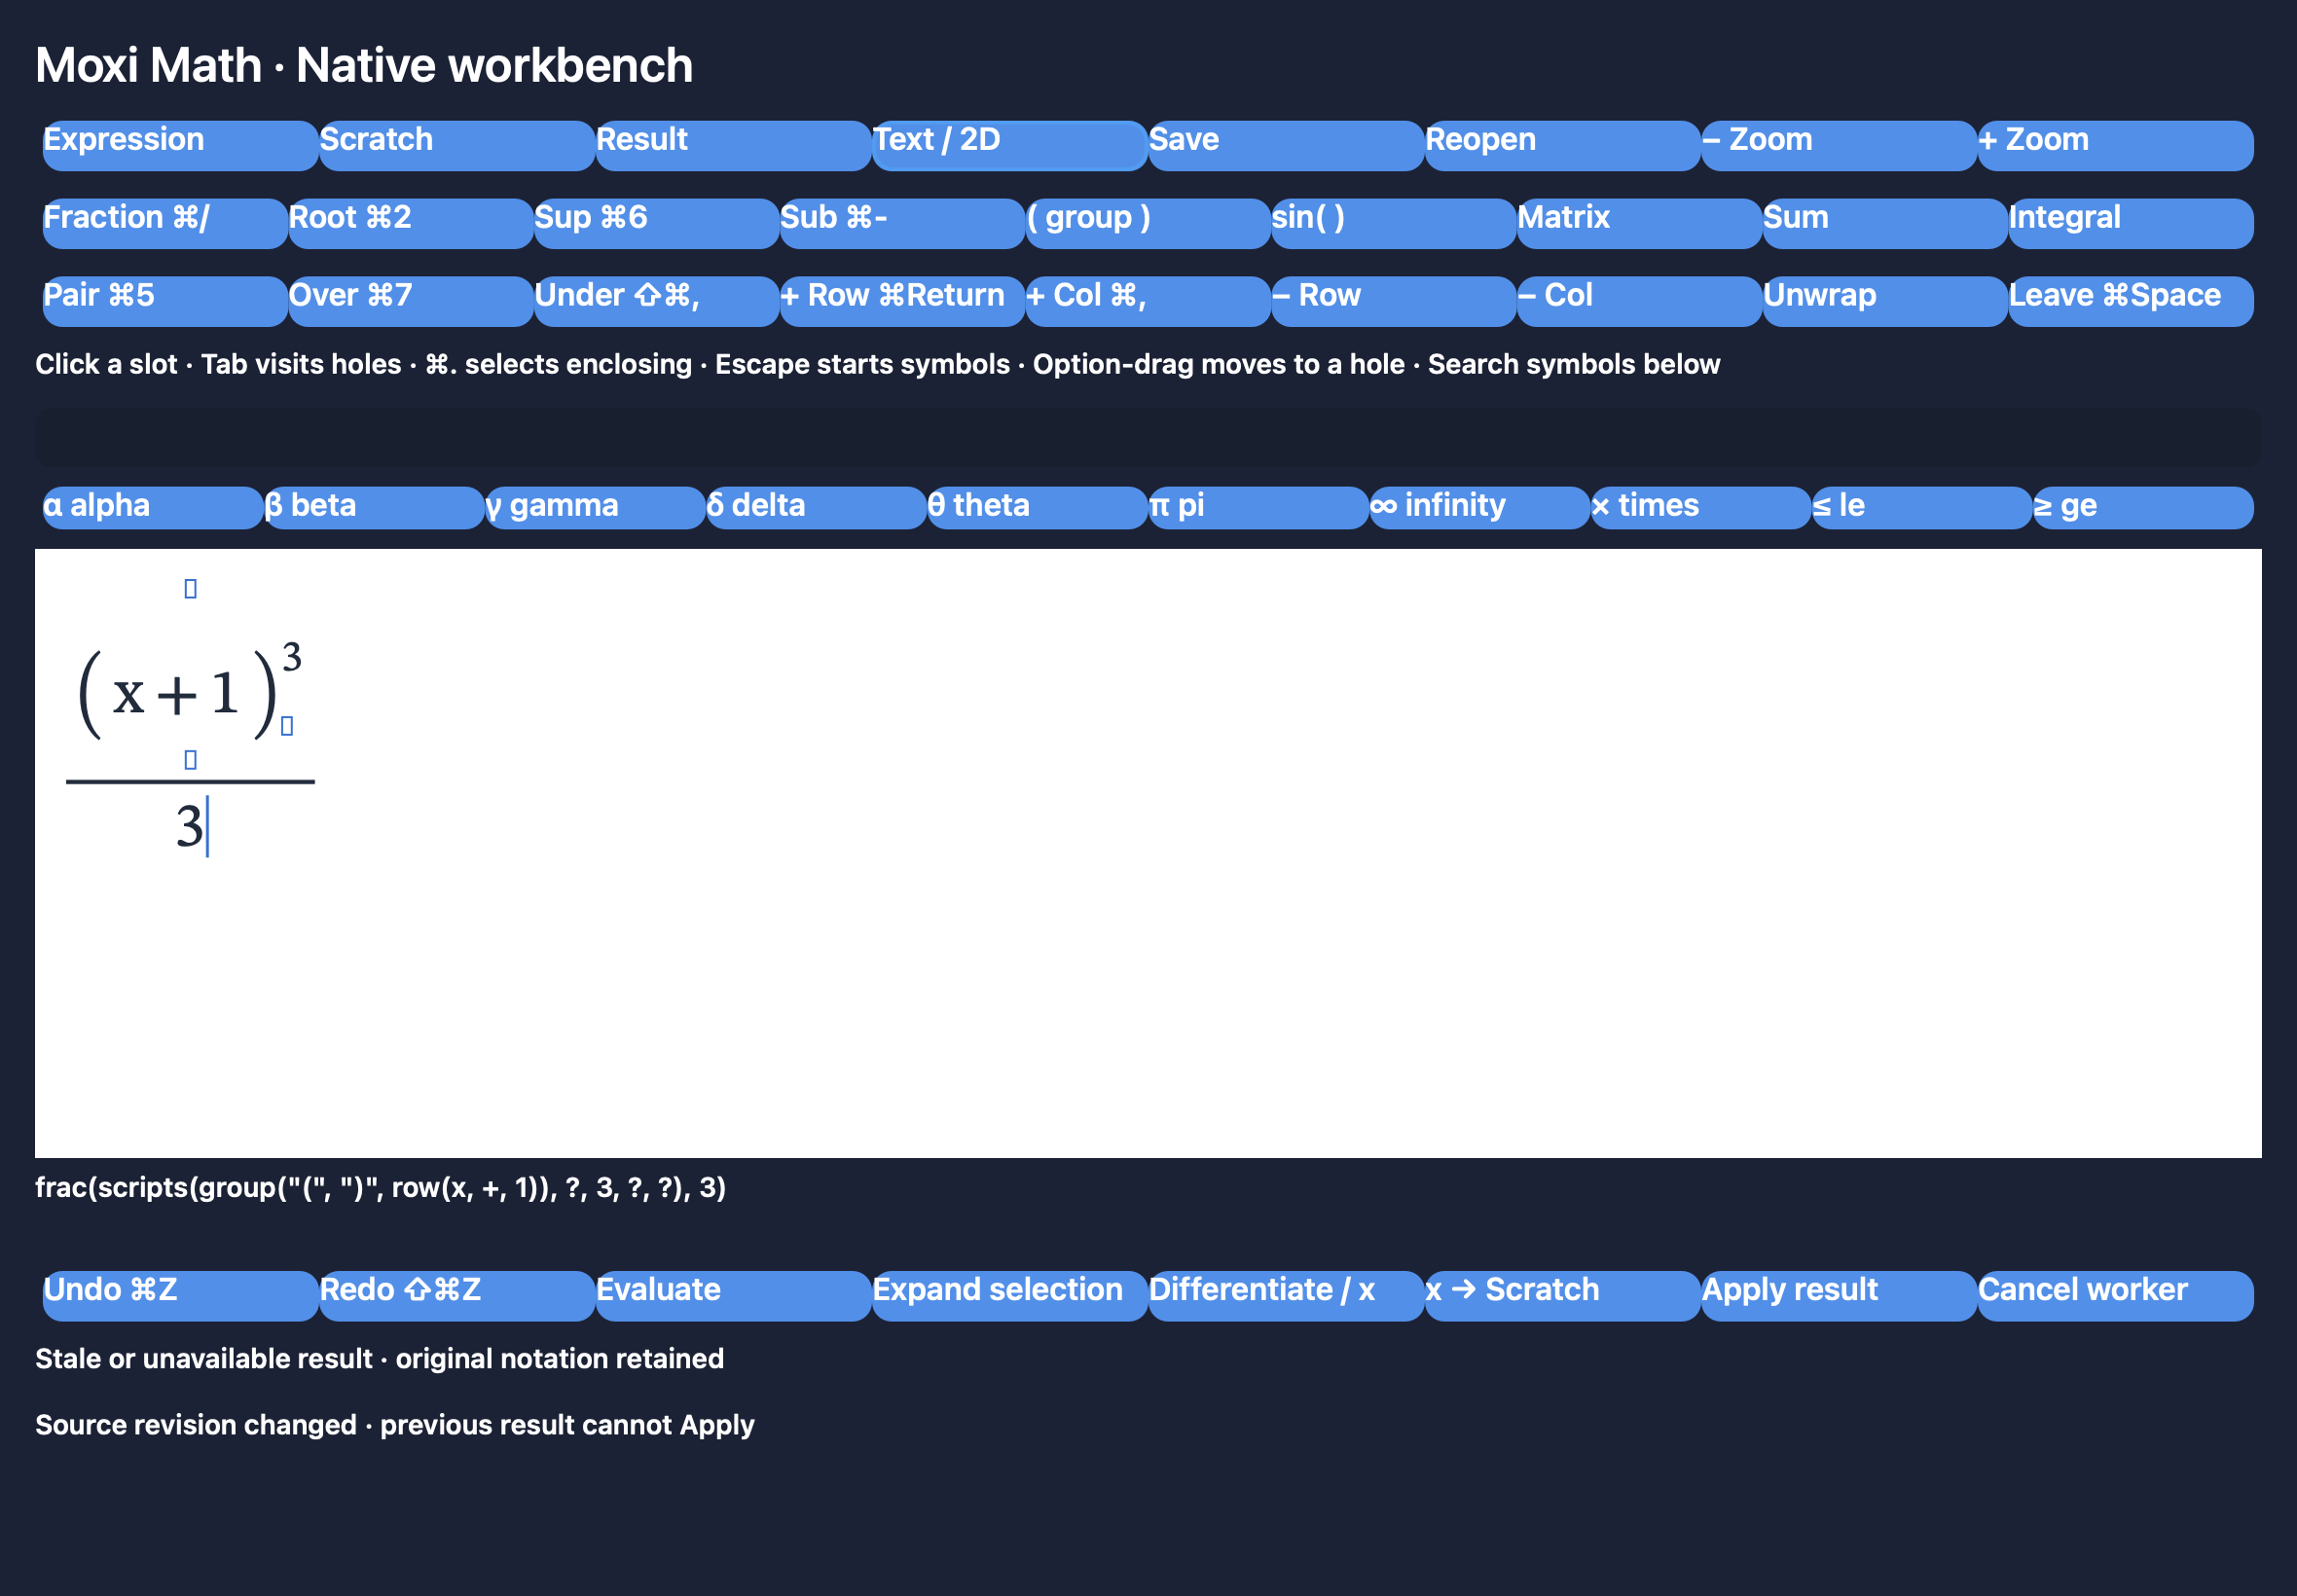 Moxi Math · Native workbench
Expression Scratch Result Text / 2D Save Reopen – Zoom + Zoom
Fraction ⌘/ Root ⌘2 Sup ⌘6 Sub ⌘- ( group ) sin( ) Matrix Sum Integral
Pair ⌘5 Over ⌘7 Under ⇧⌘, + Row ⌘Return + Col ⌘, – Row – Col Unwrap Leave ⌘Space
Click a slot · Tab visits holes · ⌘. selects enclosing · Escape starts symbols · Option-drag moves to a hole · Search symbols below
α alpha β beta γ gamma δ delta θ theta π pi ∞ infinity × times ≤ le ≥ ge
(x+1)³
3
frac(scripts(group("(", ")", row(x, +, 1)), ?, 3, ?, ?), 3)
Undo ⌘Z Redo ⇧⌘Z Evaluate Expand selection Differentiate / x x → Scratch Apply result Cancel worker
Stale or unavailable result · original notation retained
Source revision changed · previous result cannot Apply